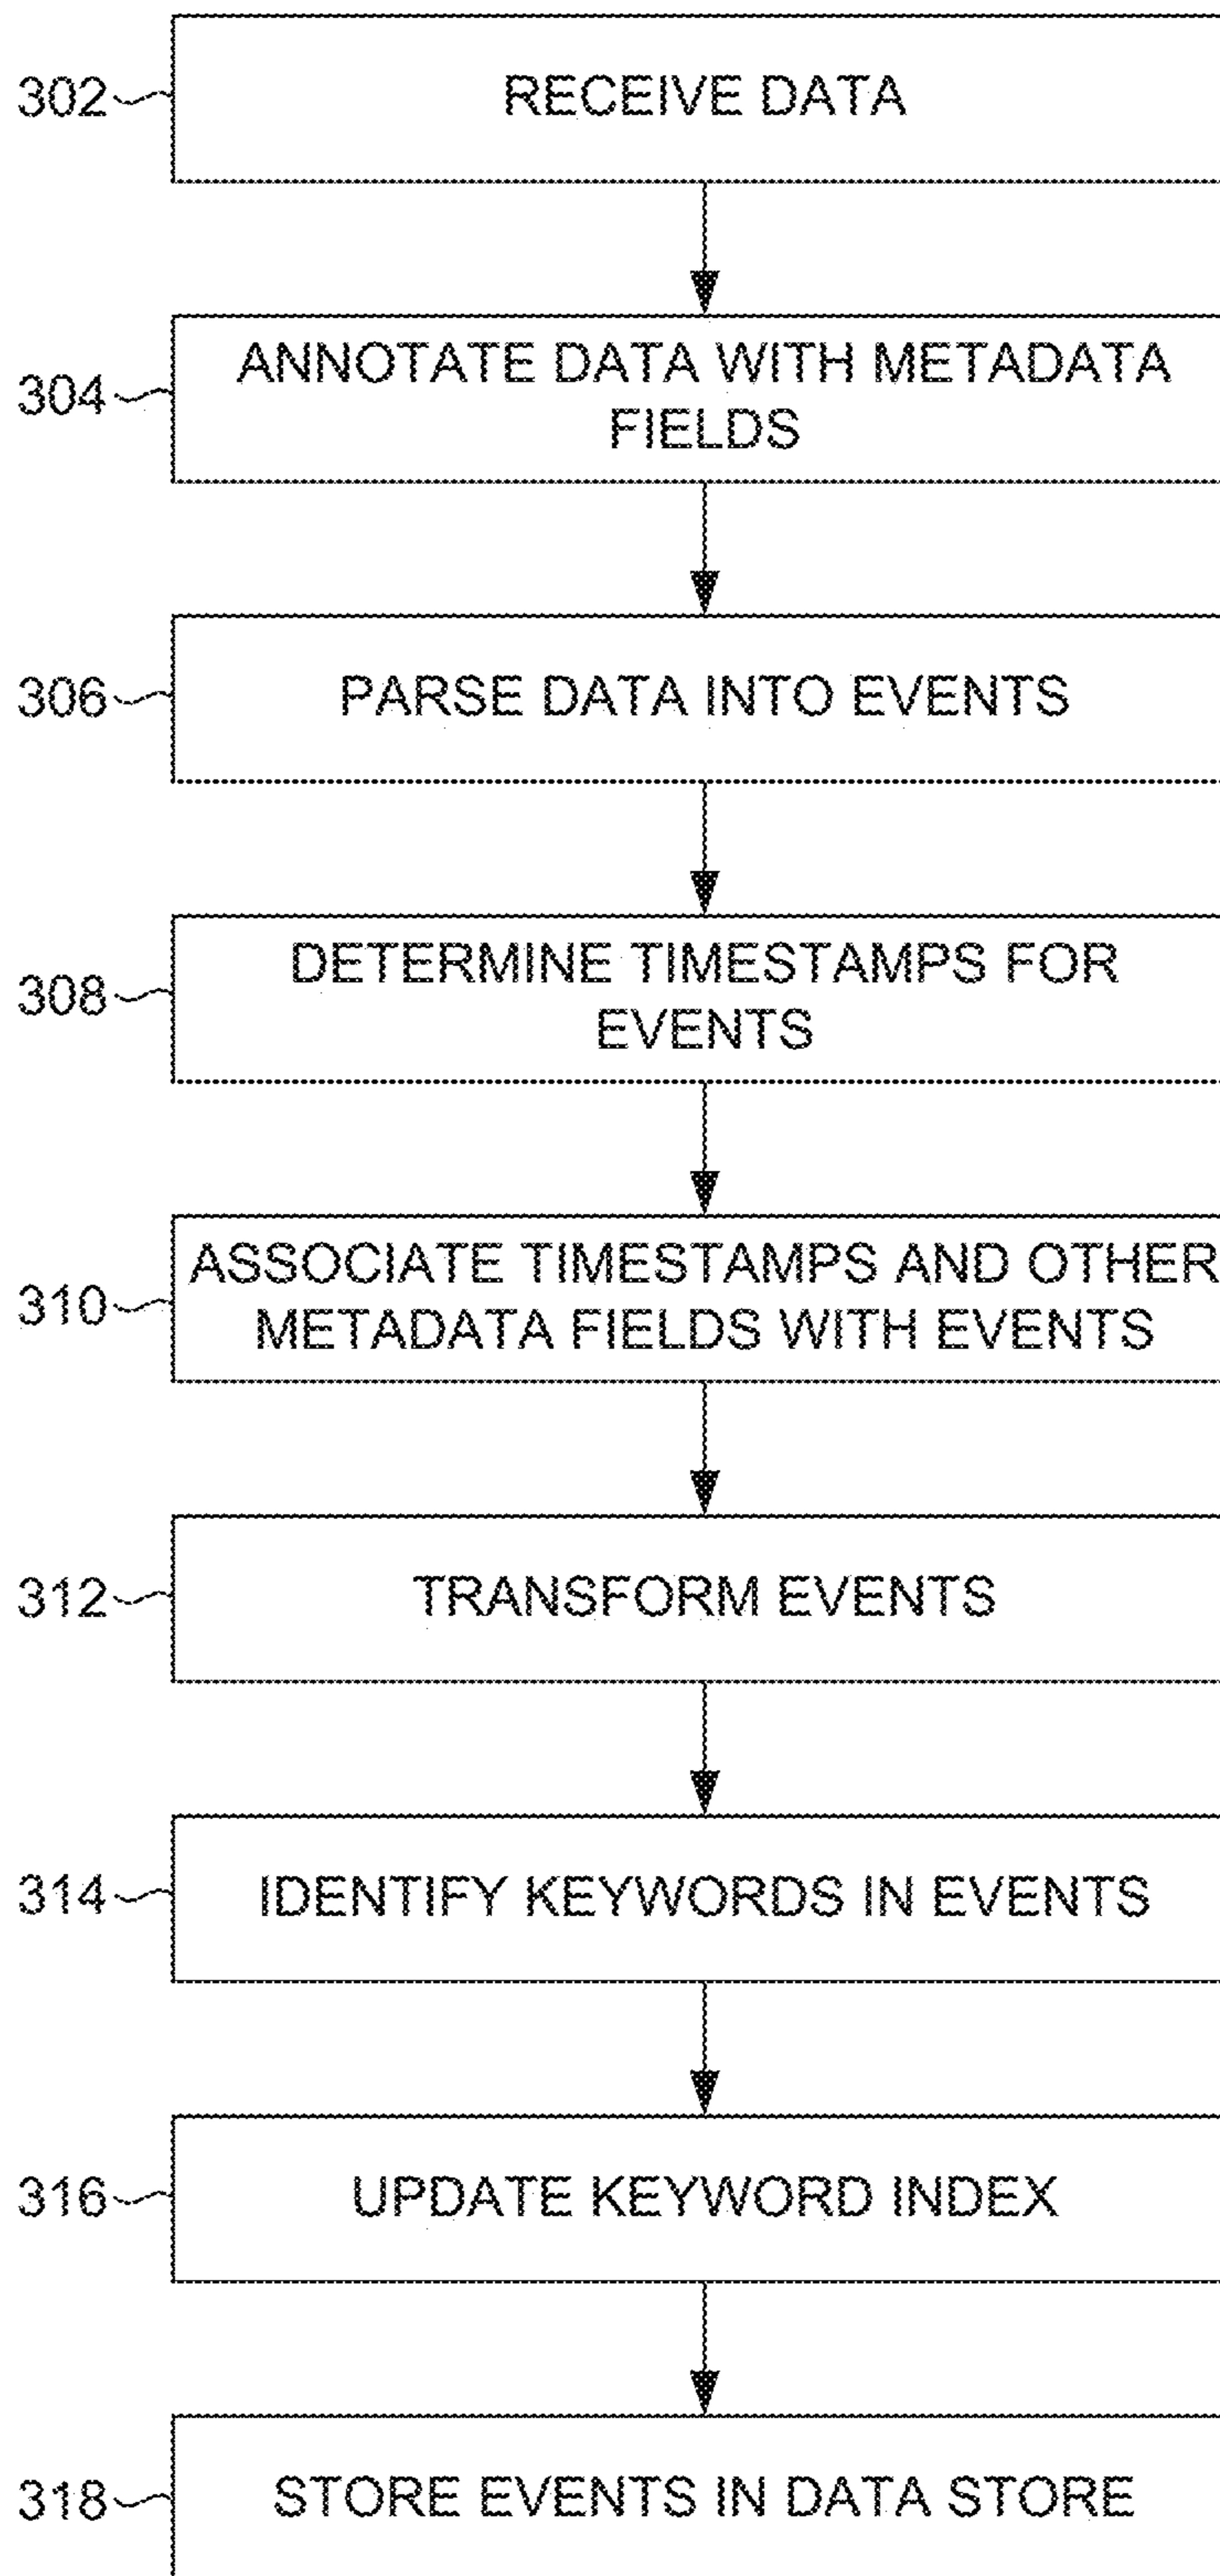 302
RECEIVE DATA
304
ANNOTATE DATA WITH METADATA
FIELDS
306
PARSE DATA INTO EVENTS
308
DETERMINE TIMESTAMPS FOR
EVENTS
310
ASSOCIATE TIMESTAMPS AND OTHER
METADATA FIELDS WITH EVENTS
312
TRANSFORM EVENTS
314
IDENTIFY KEYWORDS IN EVENTS
316
UPDATE KEYWORD INDEX
318
STORE EVENTS IN DATA STORE